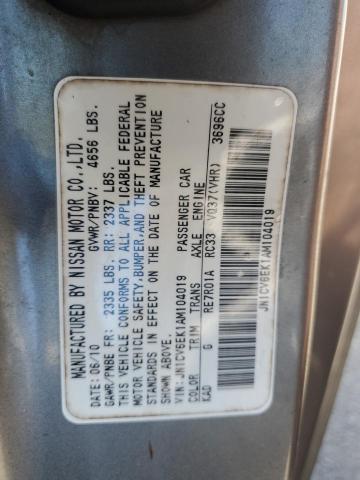 MANUFACTURED BY NISSAN MOTOR CO.,LTD.
06/10 GVWR/PNBV: 4656 LBS.
GAWR/PNBE FR: 2335 LBS. RR: 2337 LBS.
THIS VEHICLE CONFORMS TO ALL APPLICABLE FEDERAL
MOTOR VEHICLE SAFETY,BUMPER,AND THEFT PREVENTION
STANDARDS IN EFFECT ON THE DATE OF MANUFACTURE
SHOWN ABOVE.
VIN:JN1CV6EK1AM104019 PASSENGER CAR
COLOR TRIM TRANS AXLE ENGINE
KAD G RE7R01A RC33 VQ37(VHR) 3696CC
JN1CV6EK1AM104019